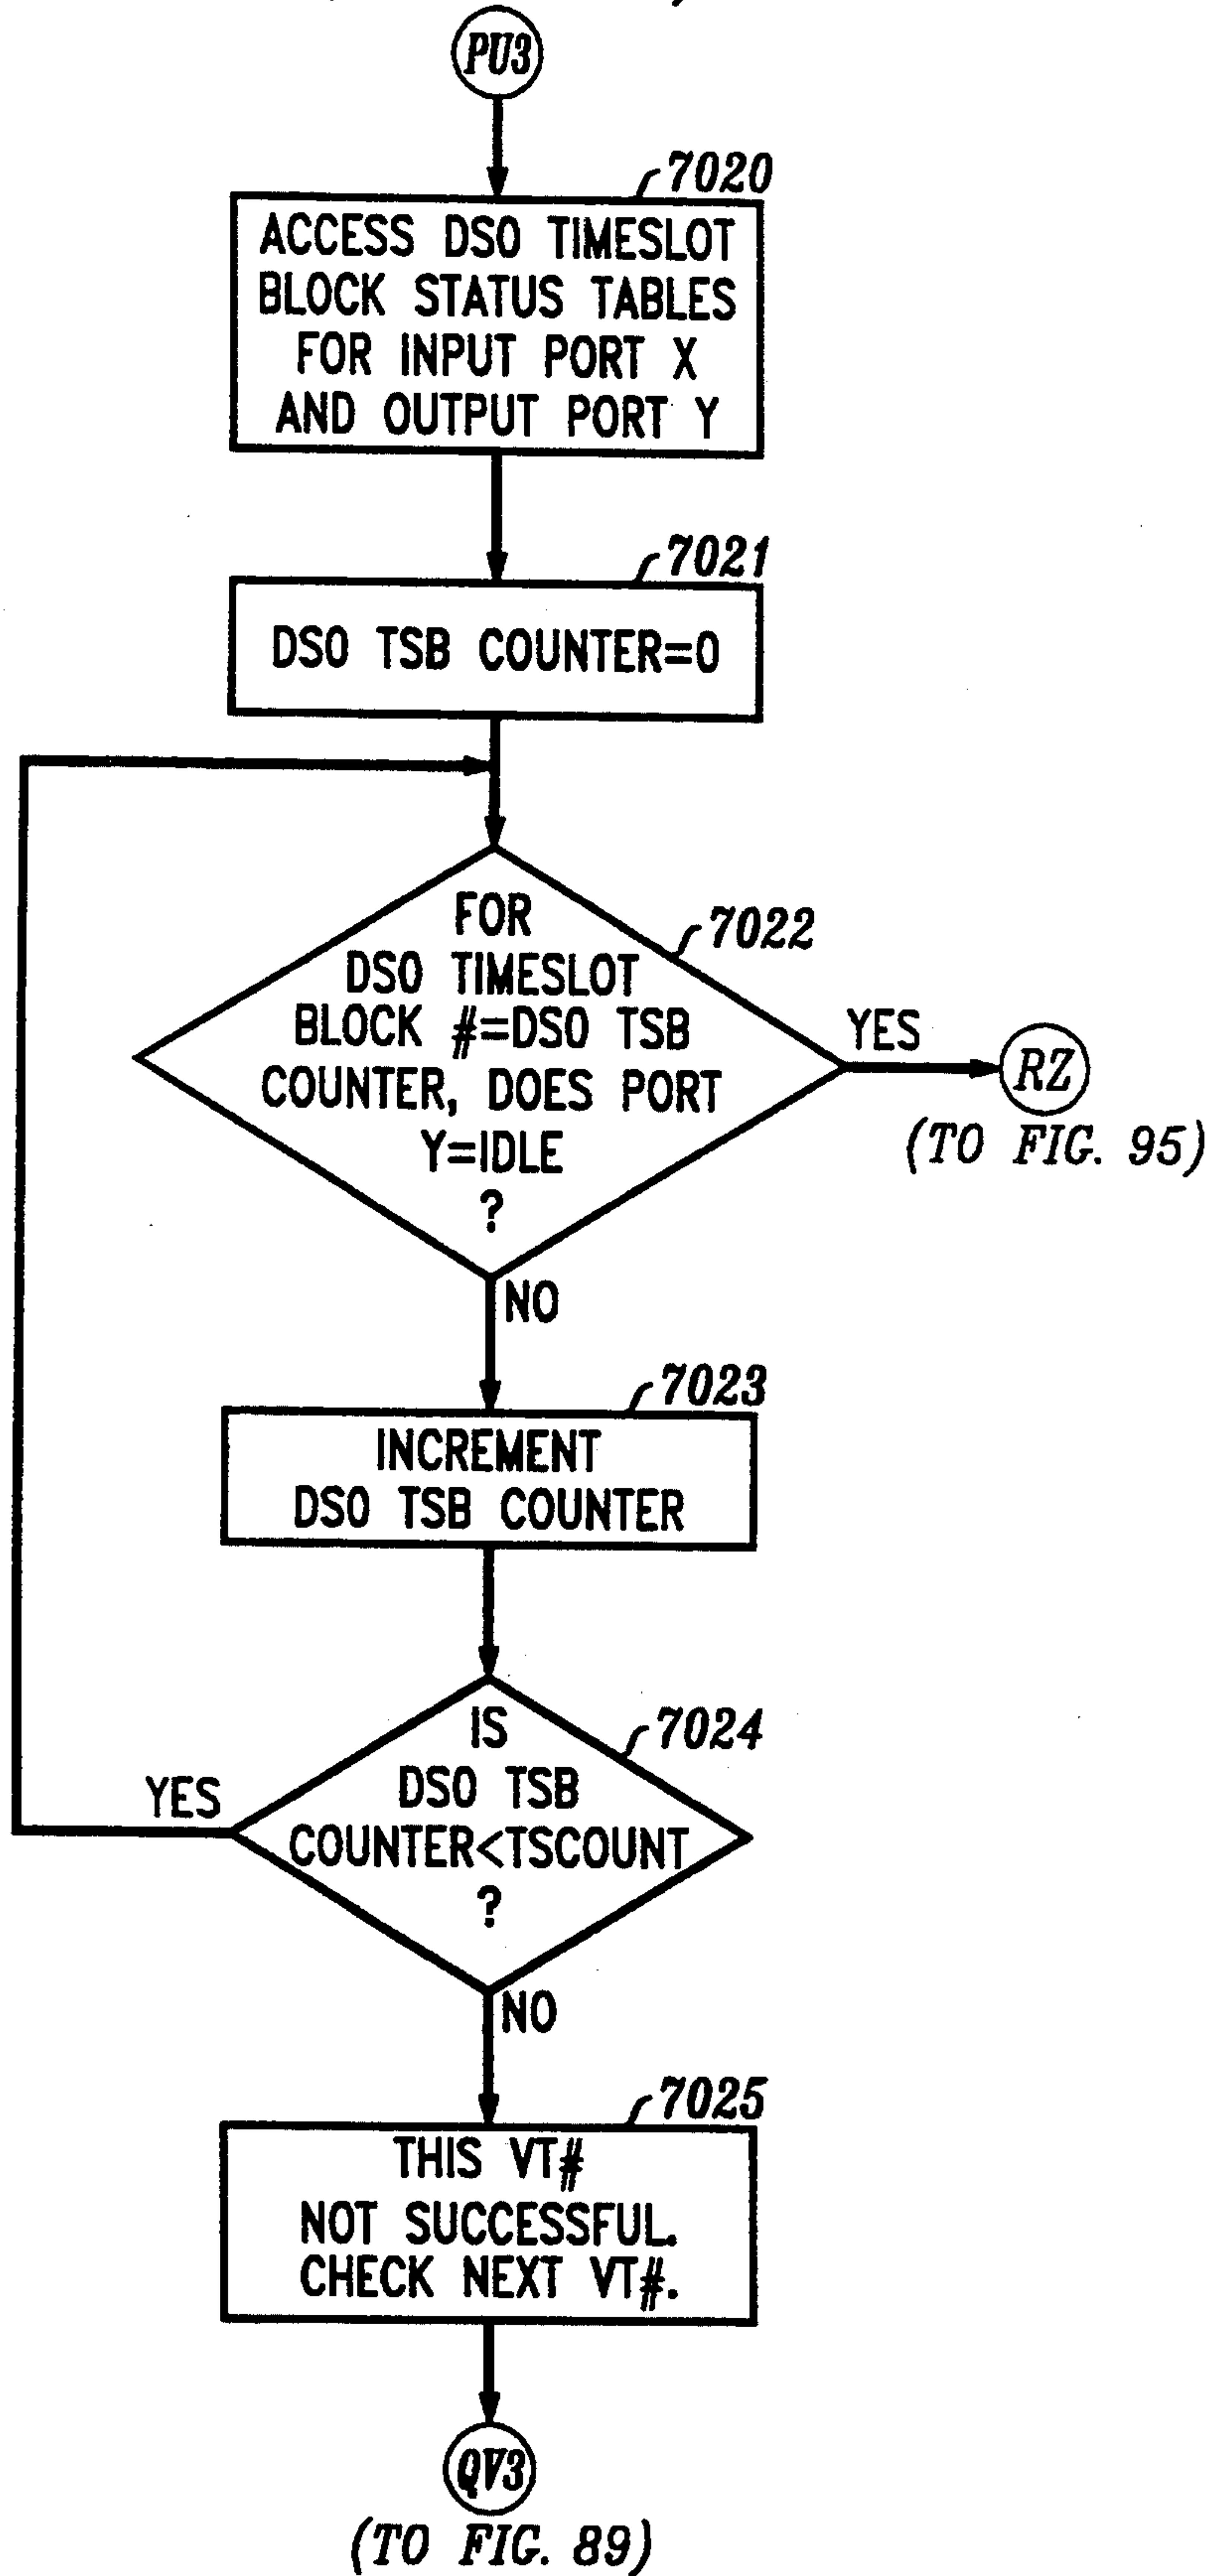 PU3
7020
ACCESS DS0 TIMESLOT
BLOCK STATUS TABLES
FOR INPUT PORT X
AND OUTPUT PORT Y
7021
DS0 TSB COUNTER=0
7022
FOR
DS0 TIMESLOT
BLOCK #=DS0 TSB
COUNTER, DOES PORT
Y=IDLE
?
YES
RZ
(TO FIG. 95)
NO
7023
INCREMENT
DS0 TSB COUNTER
7024
IS
DS0 TSB
COUNTER<TSCOUNT
?
YES
NO
7025
THIS VT#
NOT SUCCESSFUL.
CHECK NEXT VT#.
QV3
(TO FIG. 89)